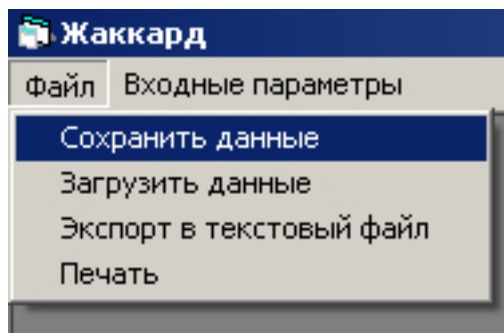 Жаккард
Файл Входные параметры
Сохранить данные
Загрузить данные
Экспорт в текстовый файл
Печать